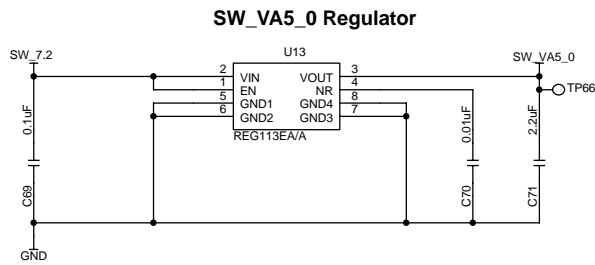 SW_VA5_0 Regulator
SW_7.2
U13
SW_VA5_0
2 VIN VOUT 3
1 EN NR 4
5 GND1 GND4 8
6 GND2 GND3 7
REG113EA/A
TP66
0.1uF
0.01uF
2.2uF
C69
C70
C71
GND